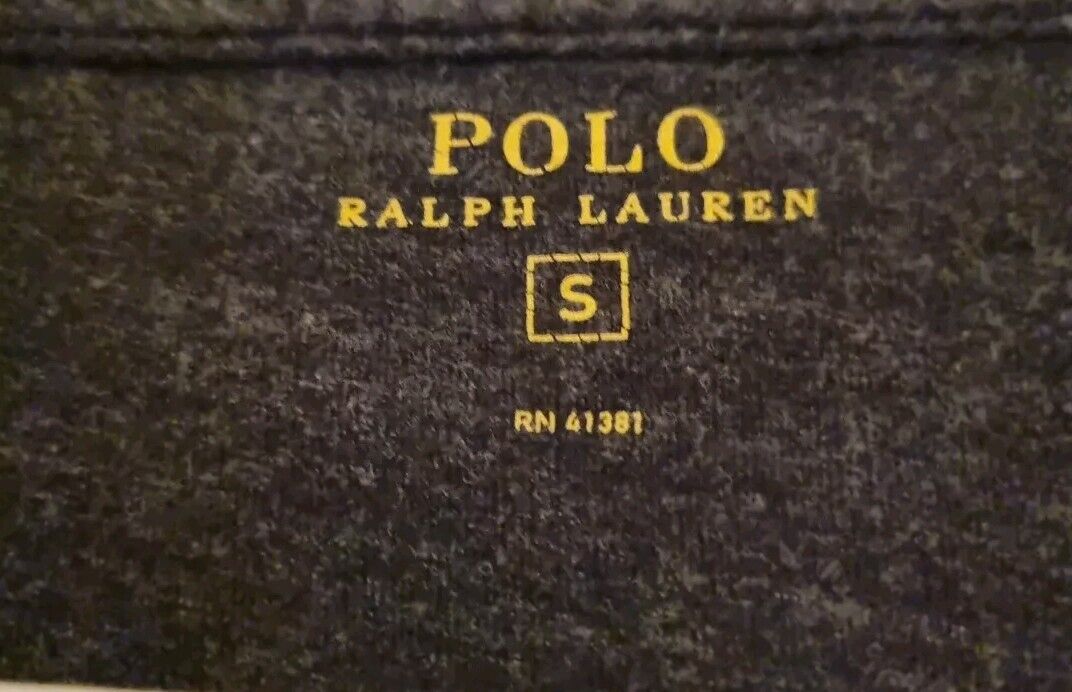 POLO
RALPH LAUREN
S
RN 41381